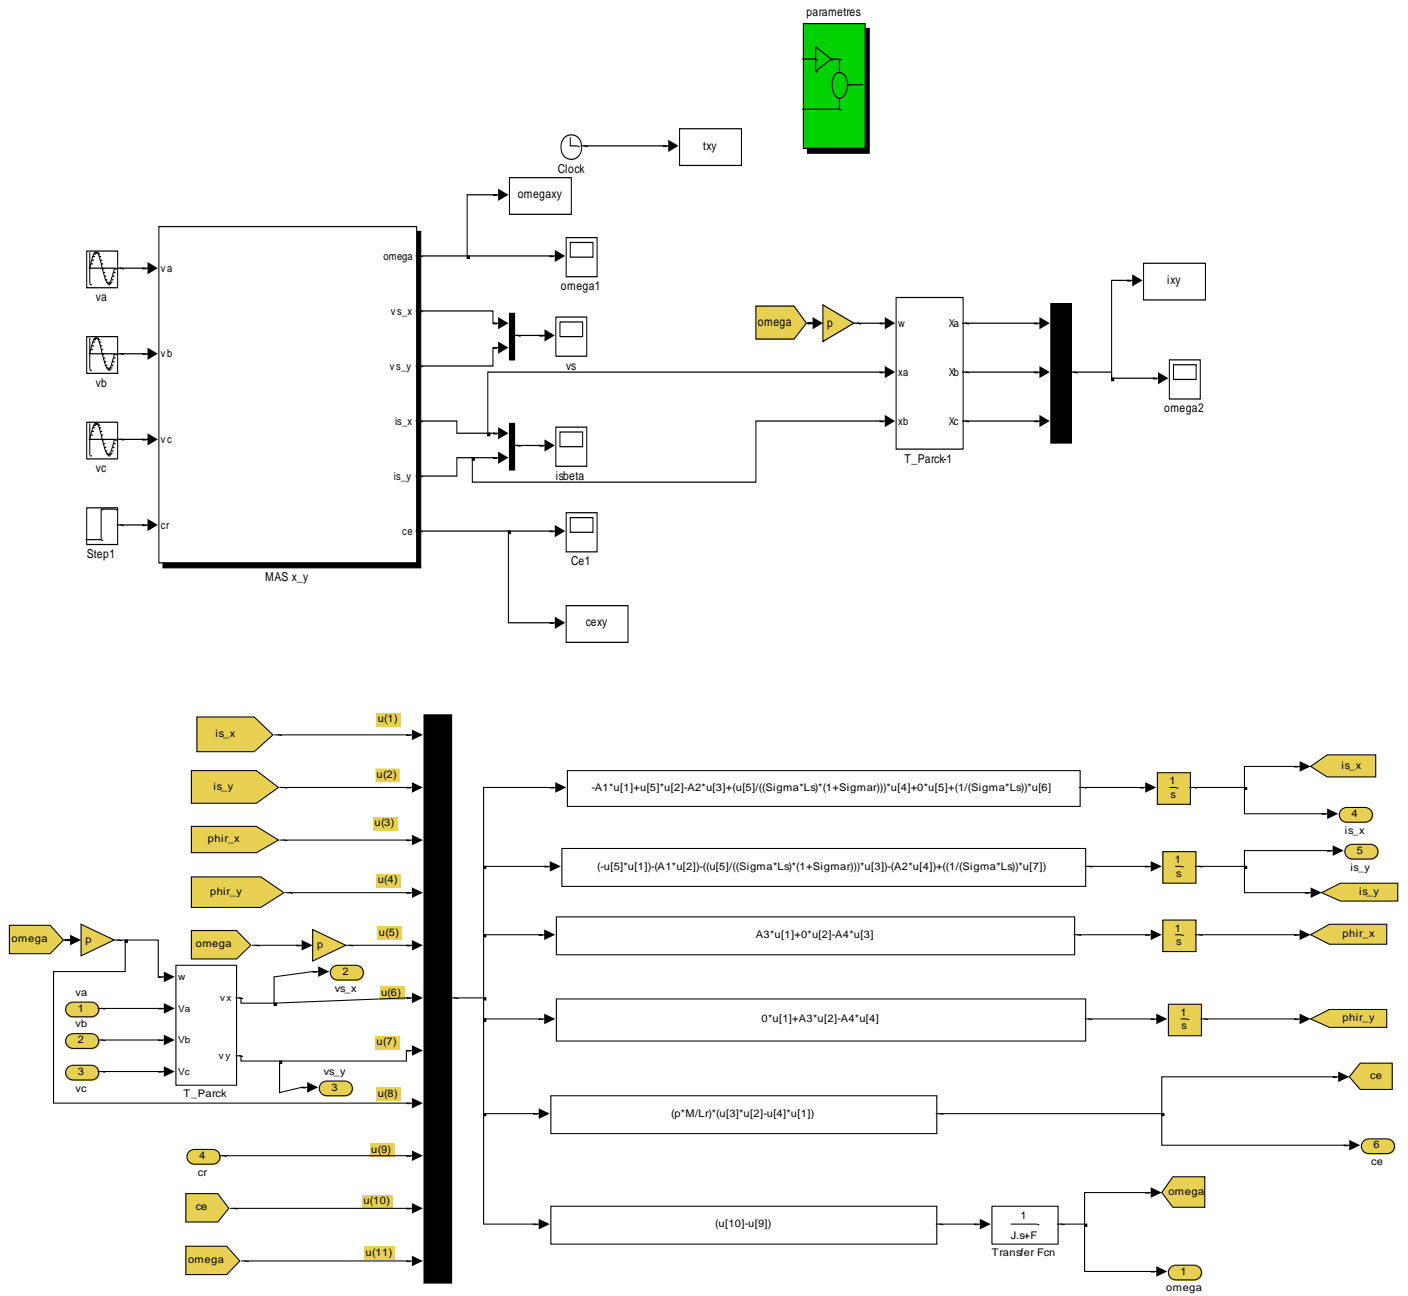 parametres
txy
Clock
omegaxy
va
vb
vc
Step1
va
vb
vc
cr
omega
vs_x
vs_y
is_x
is_y
ce
MAS x_y
omega1
vs
isbeta
Ce1
cexy
omega
p
w
xa
xb
Xa
Xb
Xc
T_Parck-1
ixy
omega2
is_x
u(1)
is_y
u(2)
phir_x
u(3)
phir_y
u(4)
omega
p
omega
p
u(5)
w
Va
Vb
Vc
vx
vy
T_Parck
va
1
vb
2
3
vc
2
vs_x
u(6)
u(7)
vs_y
3
u(8)
4
cr
u(9)
ce
u(10)
omega
u(11)
-A1*u[1]+u[5]*u[2]-A2*u[3]+(u[5]/((Sigma*Ls)*(1+Sigmar)))*u[4]+0*u[5]+(1/(Sigma*Ls))*u[6]
1
s
is_x
4
is_x
(-u[5]*u[1])-(A1*u[2])-((u[5]/((Sigma*Ls)*(1+Sigmar)))*u[3])-(A2*u[4])+((1/(Sigma*Ls))*u[7])
1
s
5
is_y
is_y
A3*u[1]+0*u[2]-A4*u[3]
1
s
phir_x
0*u[1]+A3*u[2]-A4*u[4]
1
s
phir_y
(p*M/Lr)*(u[3]*u[2]-u[4]*u[1])
ce
6
ce
(u[10]-u[9])
1
J.s+F
Transfer Fcn
omega
1
omega